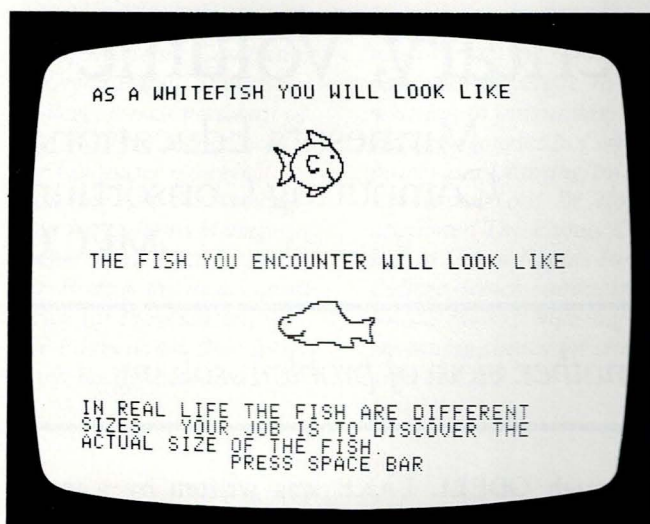 AS A WHITEFISH YOU WILL LOOK LIKE
THE FISH YOU ENCOUNTER WILL LOOK LIKE
IN REAL LIFE THE FISH ARE DIFFERENT
SIZES. YOUR JOB IS TO DISCOVER THE
ACTUAL SIZE OF THE FISH.
PRESS SPACE BAR